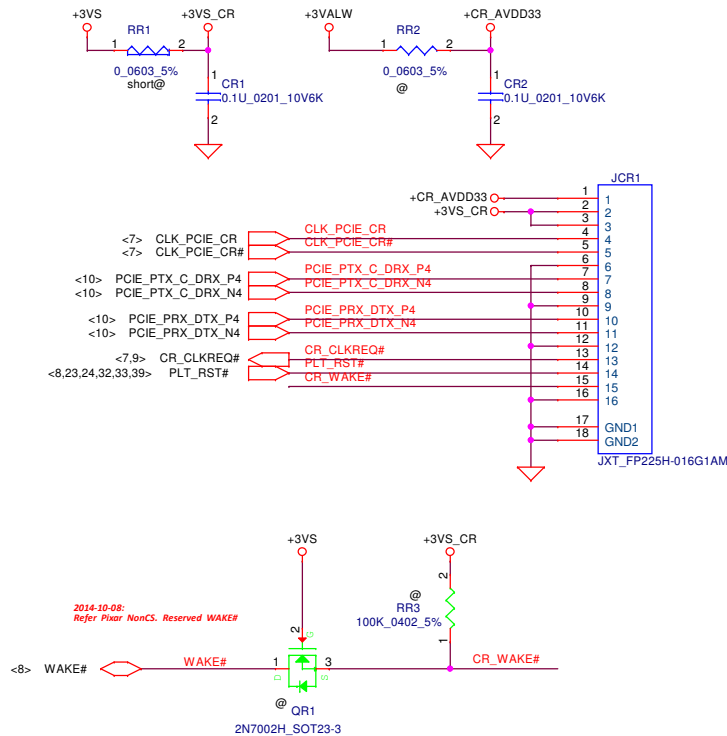 +3VS
RR1
+3VS_CR
1
2
0_0603_5%
short@
1
CR1
0.1U_0201_10V6K
2
+3VALW
RR2
+CR_AVDD33
1
2
0_0603_5%
@
1
CR2
0.1U_0201_10V6K
2
JCR1
+CR_AVDD33
1
1
+3VS_CR
2
2
3
3
<7> CLK_PCIE_CR
CLK_PCIE_CR
4
4
<7> CLK_PCIE_CR#
CLK_PCIE_CR#
5
5
6
6
<10> PCIE_PTX_C_DRX_P4
PCIE_PTX_C_DRX_P4
7
7
<10> PCIE_PTX_C_DRX_N4
PCIE_PTX_C_DRX_N4
8
8
9
9
<10> PCIE_PRX_DTX_P4
PCIE_PRX_DTX_P4
10
10
<10> PCIE_PRX_DTX_N4
PCIE_PRX_DTX_N4
11
11
12
12
<7,9> CR_CLKREQ#
CR_CLKREQ#
13
13
<8,23,24,32,33,39> PLT_RST#
PLT_RST#
14
14
CR_WAKE#
15
15
16
16
17
GND1
18
GND2
JXT_FP225H-016G1AM
+3VS
+3VS_CR
2
@
RR3
100K_0402_5%
1
2014-10-08:
Refer Pixar NonCS. Reserved WAKE#
2
G
<8> WAKE#
WAKE#
1
D
3
S
CR_WAKE#
@
QR1
2N7002H_SOT23-3